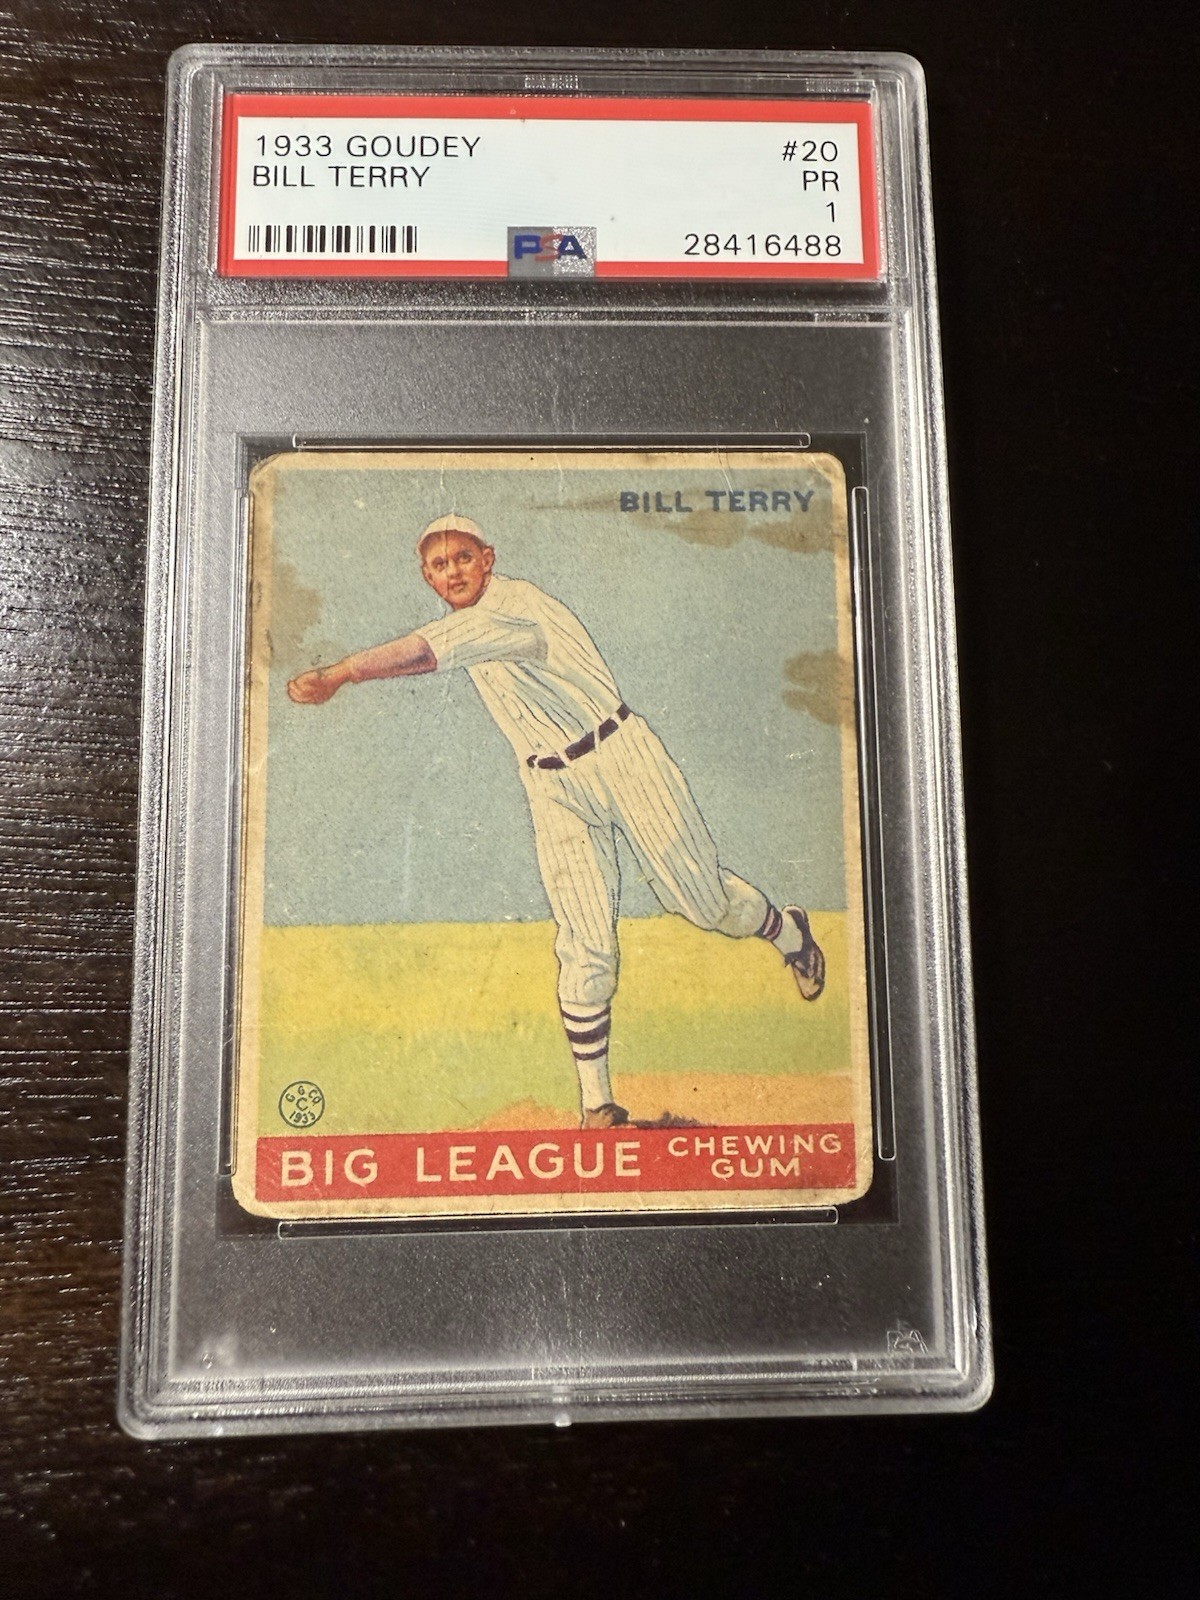 1933 GOUDEY #20
BILL TERRY PR
1
PSA 28416488
BILL TERRY
G G CO
C
1933
BIG LEAGUE CHEWING
GUM